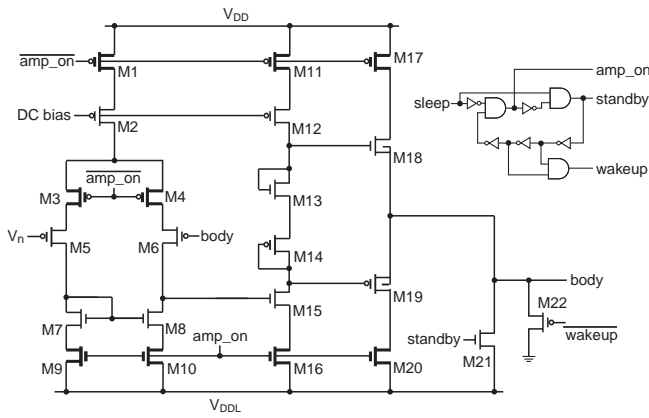 V_DD
amp_on
M1
M11
M17
DC bias
M2
M12
M18
amp_on
M3
M4
M13
V_n
M5
M6
body
M14
M19
M7
M8
M15
amp_on
M9
M10
M16
M20
V_DDL
standby
M21
M22
body
wakeup
sleep
amp_on
standby
wakeup